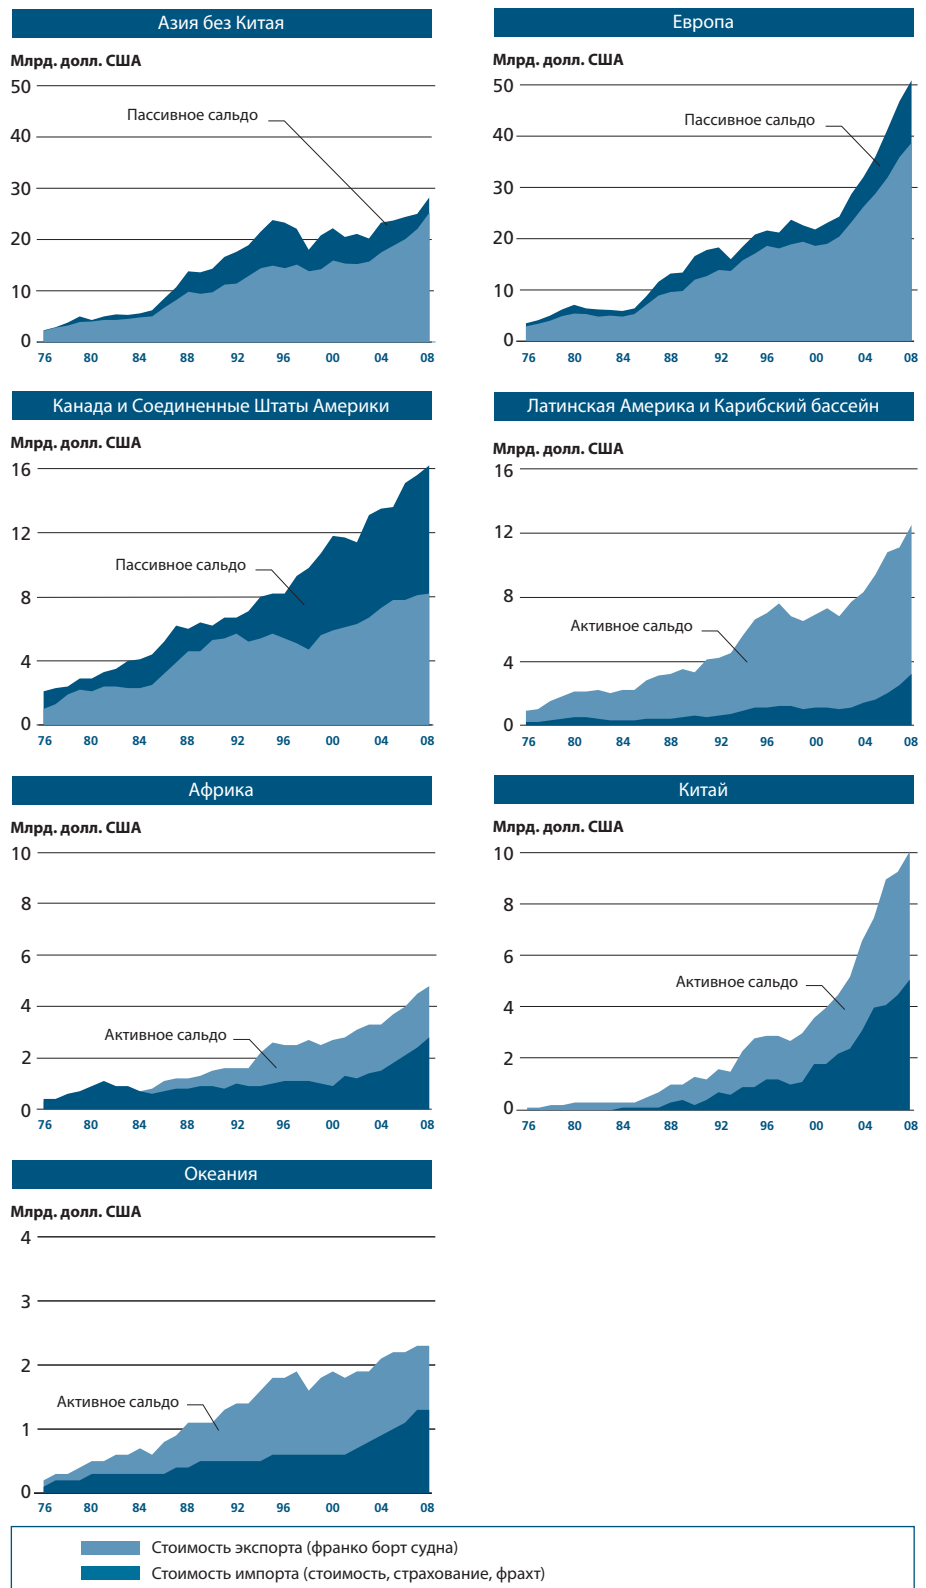 Азия без Китая
Млрд. долл. США
50
Пассивное сальдо
40
30
20
10
0
76 80 84 88 92 96 00 04 08
Европа
Млрд. долл. США
50
Пассивное сальдо
40
30
20
10
0
76 80 84 88 92 96 00 04 08
Канада и Соединенные Штаты Америки
Млрд. долл. США
16
12
Пассивное сальдо
8
4
0
76 80 84 88 92 96 00 04 08
Латинская Америка и Карибский бассейн
Млрд. долл. США
16
12
8
Активное сальдо
4
0
76 80 84 88 92 96 00 04 08
Африка
Млрд. долл. США
10
8
6
4
Активное сальдо
2
0
76 80 84 88 92 96 00 04 08
Китай
Млрд. долл. США
10
8
6
Активное сальдо
4
2
0
76 80 84 88 92 96 00 04 08
Океания
Млрд. долл. США
4
3
2
Активное сальдо
1
0
76 80 84 88 92 96 00 04 08
Стоимость экспорта (франко борт судна)
Стоимость импорта (стоимость, страхование, фрахт)